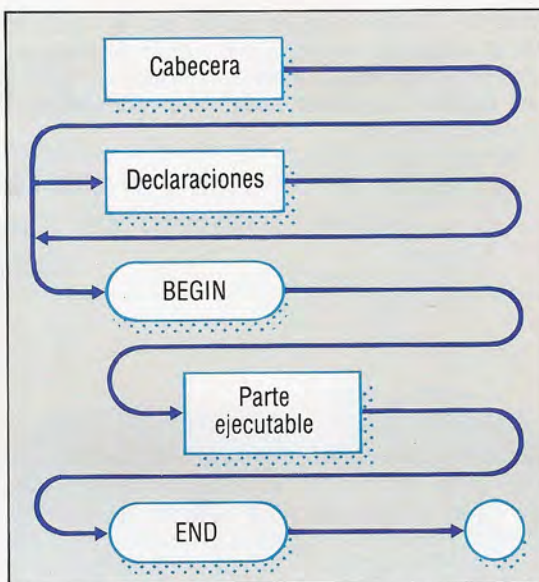 Cabecera
Declaraciones
BEGIN
Parte
ejecutable
END